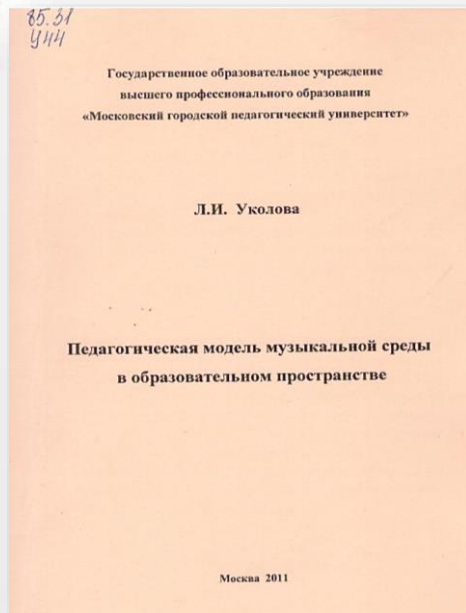 85.31
У44
Государственное образовательное учреждение
высшего профессионального образования
«Московский городской педагогический университет»
Л.И. Уколова
Педагогическая модель музыкальной среды
в образовательном пространстве
Москва 2011